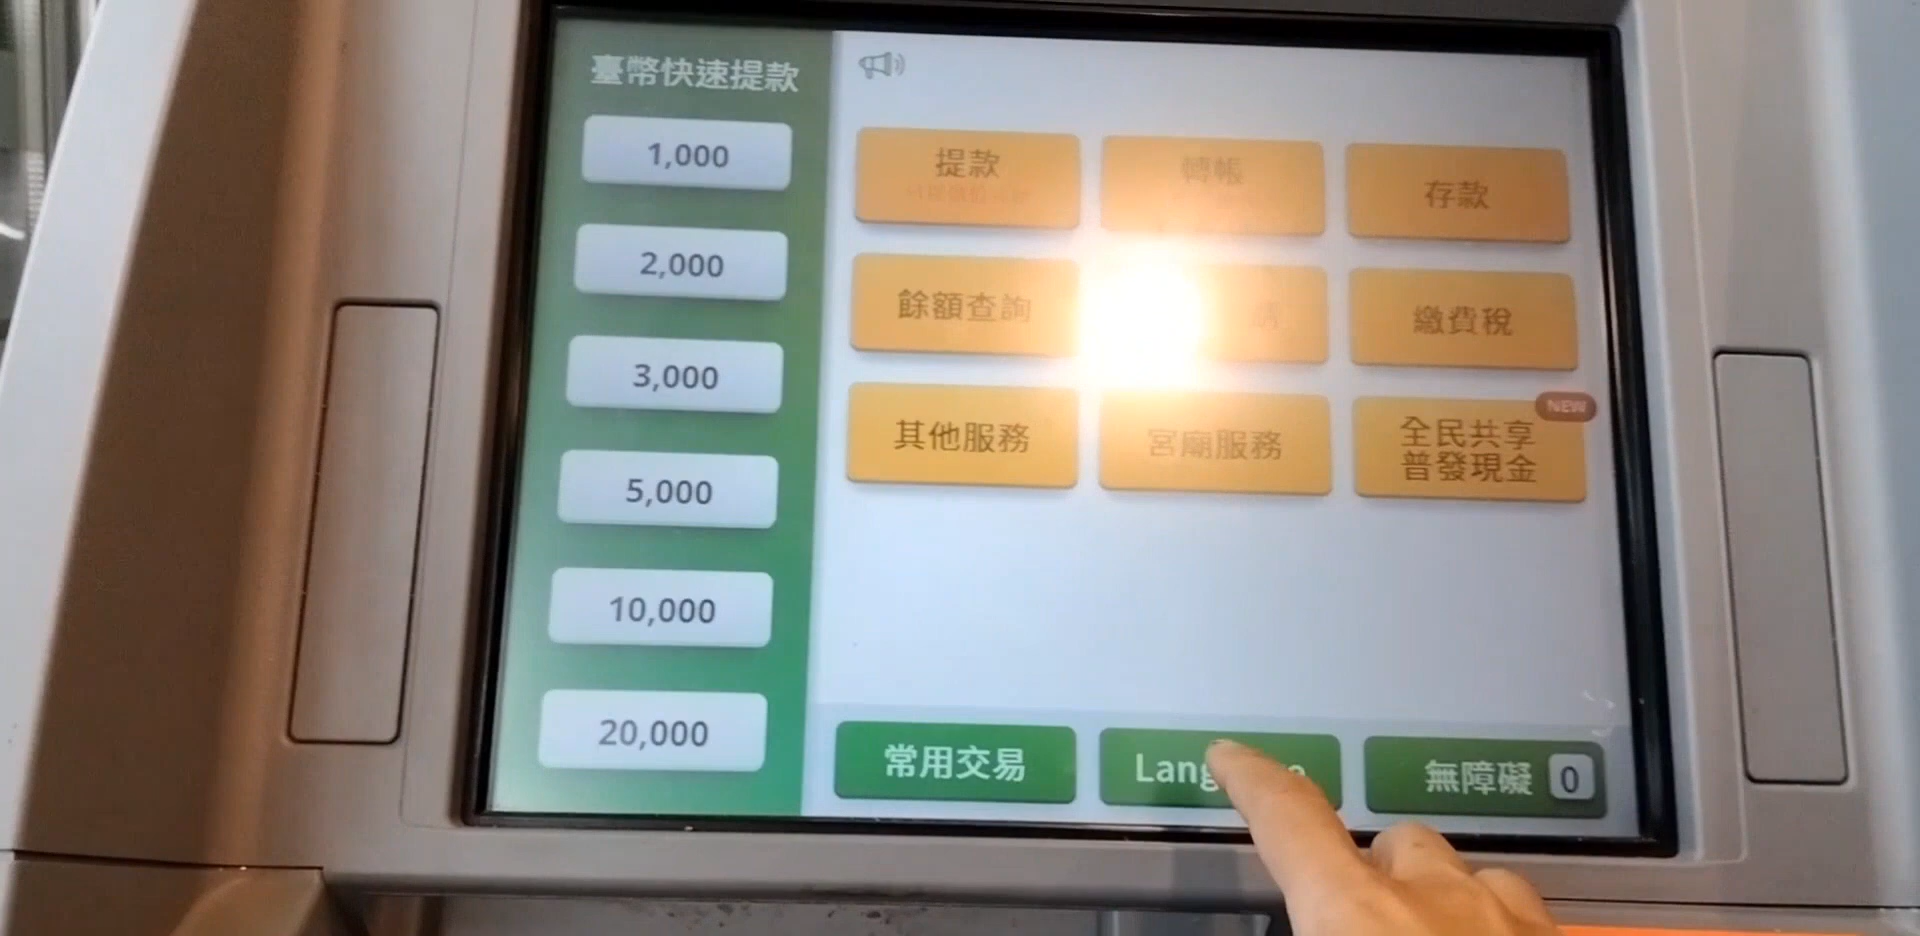 臺幣快速提款
1,000
2,000
3,000
5,000
10,000
20,000
提款
轉帳
存款
餘額查詢
繳費稅
其他服務
宮廟服務
NEW
全民共享
普發現金
常用交易
無障礙 0